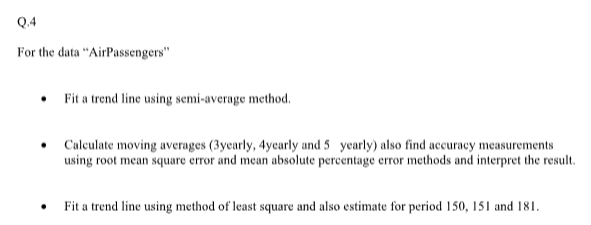 Q.4
For the data "AirPassengers"
• Fit a trend line using semi-average method.
• Calculate moving averages (3yearly, 4yearly and 5 yearly) also find accuracy measurements
using root mean square error and mean absolute percentage error methods and interpret the result.
• Fit a trend line using method of least square and also estimate for period 150, 151 and 181.